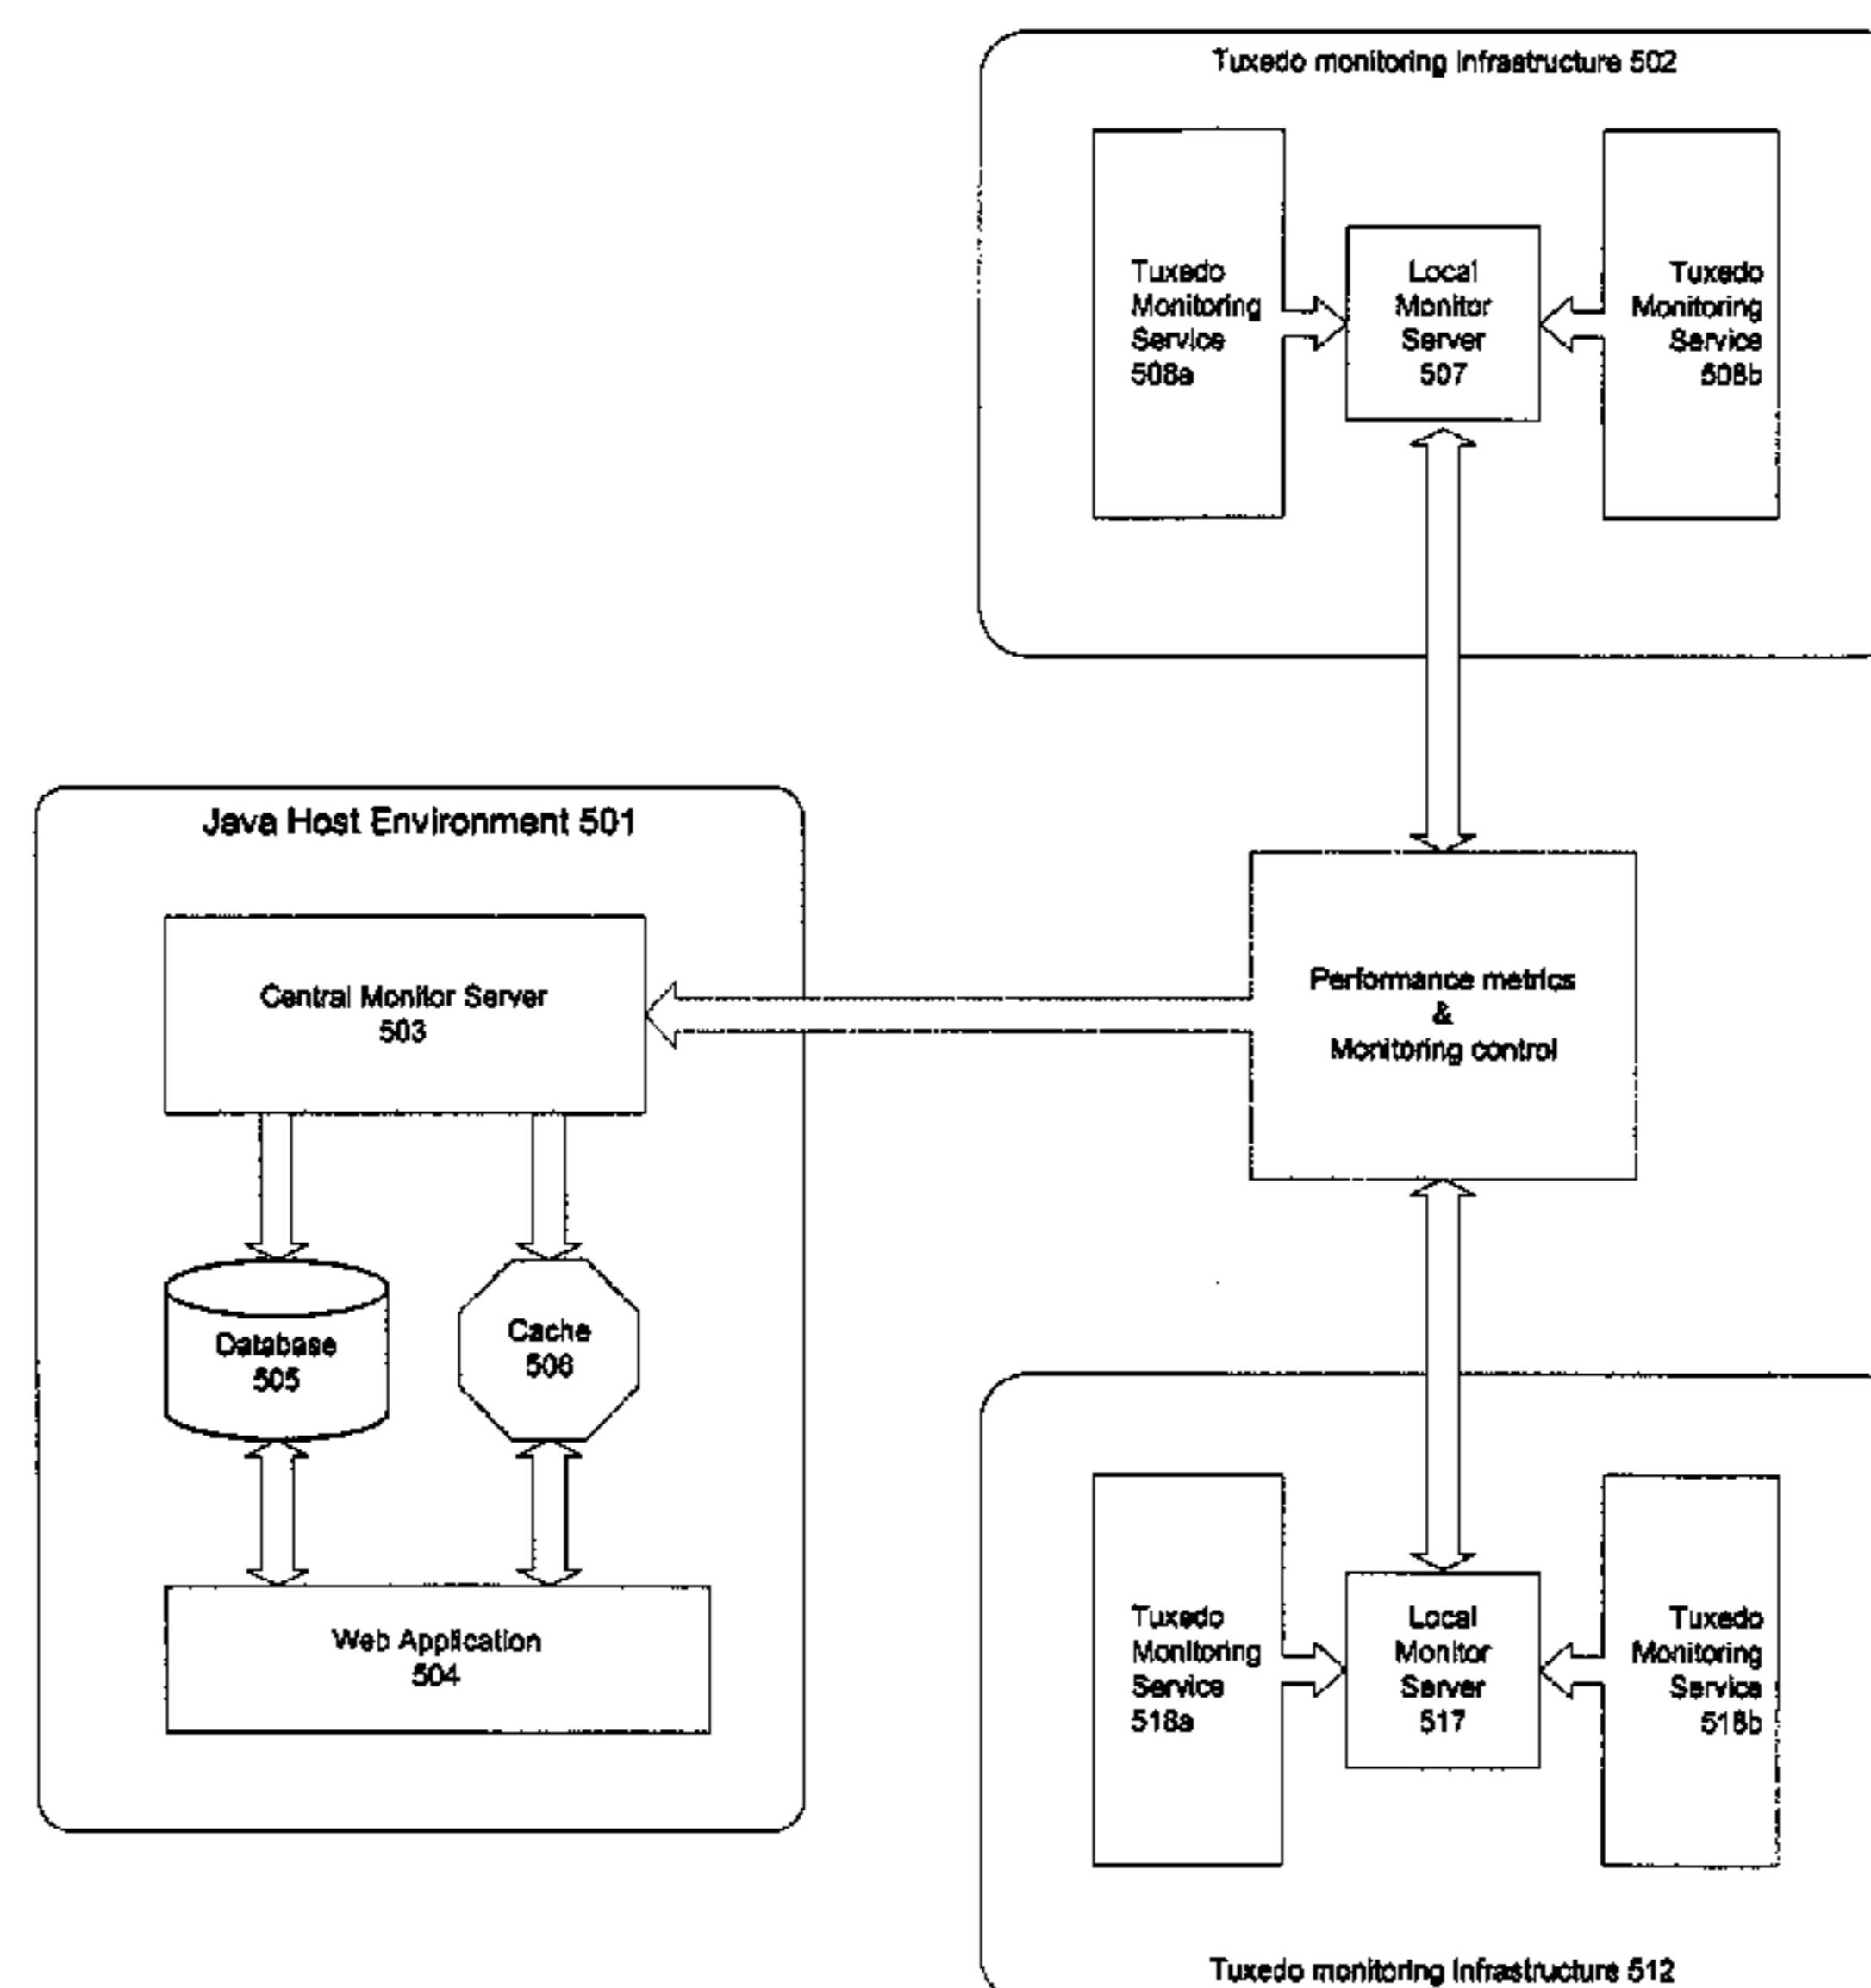 Tuxedo monitoring Infrastructure 502
Tuxedo
Monitoring
Service
508a
Local
Monitor
Server
507
Tuxedo
Monitoring
Service
508b
Java Host Environment 501
Central Monitor Server
503
Performance metrics
&
Monitoring control
Database
505
Cache
506
Web Application
504
Tuxedo
Monitoring
Service
518a
Local
Monitor
Server
517
Tuxedo
Monitoring
Service
518b
Tuxedo monitoring Infrastructure 512